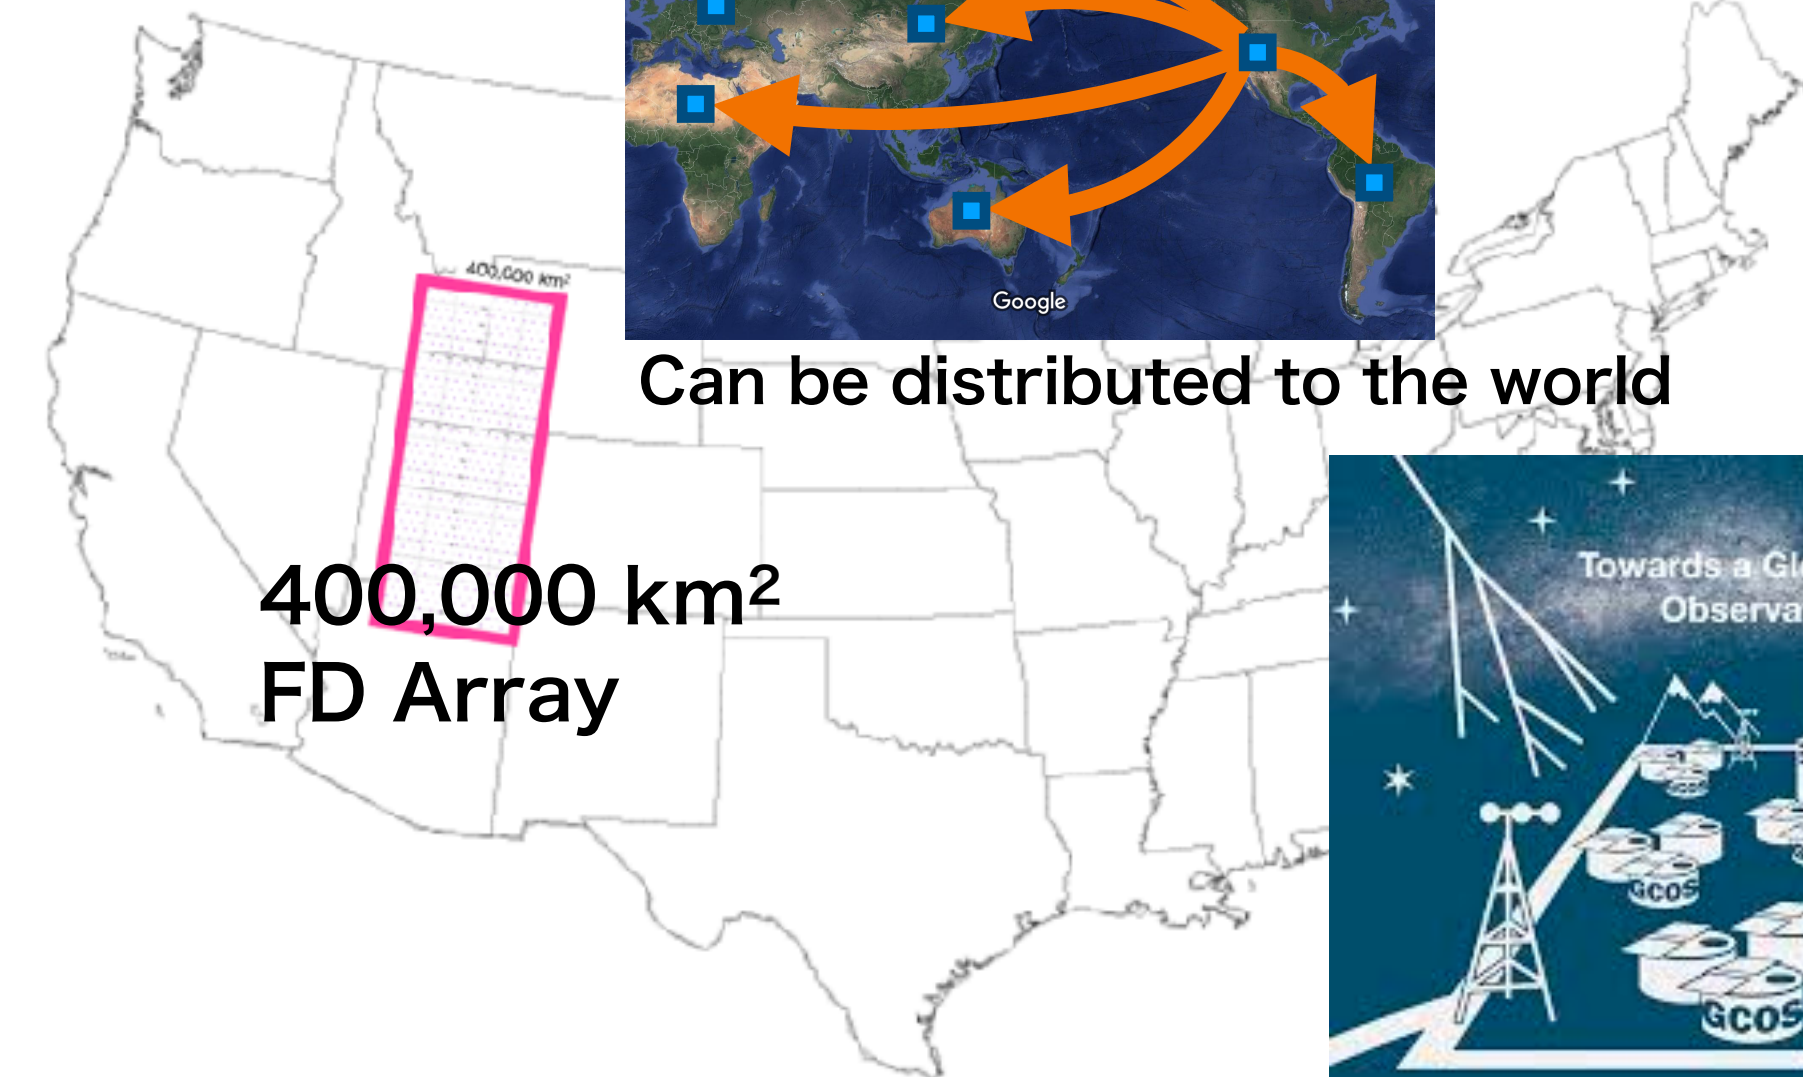 Google
Can be distributed to the world
400,000 km²
400,000 km²
FD Array
Towards a
Observa
GCOS
GCOS